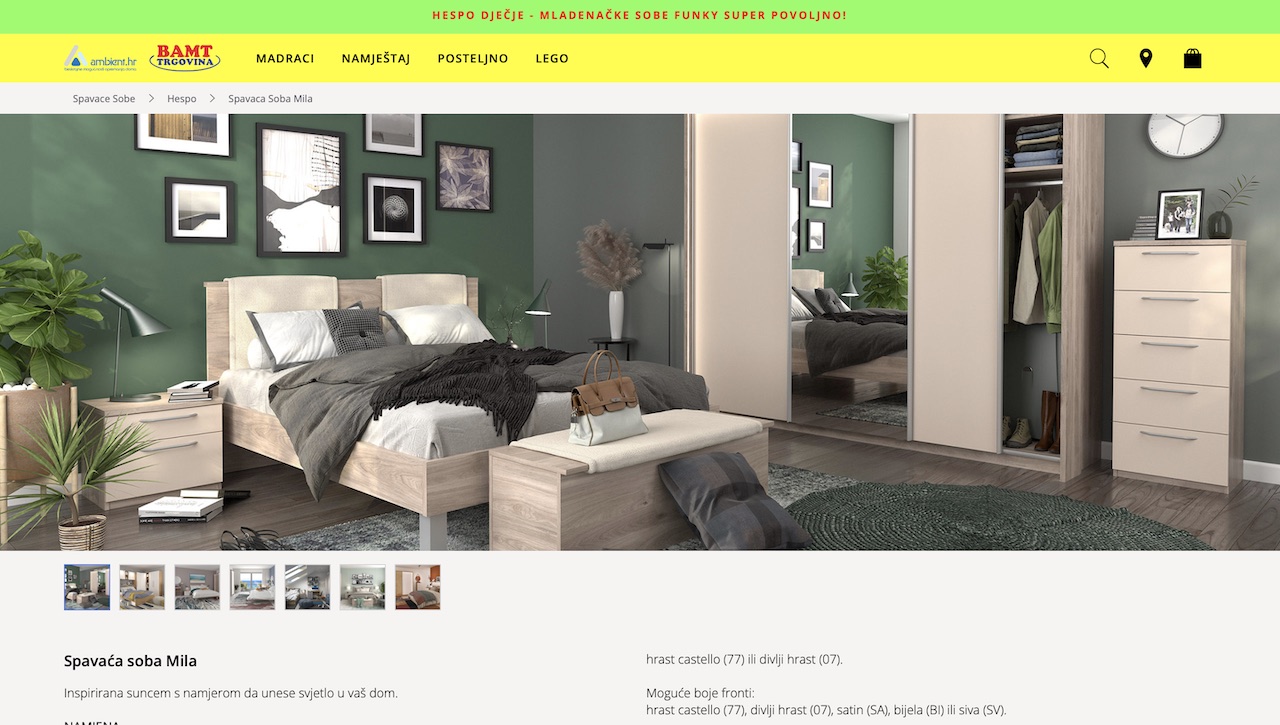 HESPO DJEČJE - MLADENAČKE SOBE FUNKY SUPER POVOLJNO!
ambient.hr
BAMT
TRGOVINA
MADRACI
NAMJEŠTAJ
POSTELJNO
LEGO
Spavace Sobe
Hespo
Spavaca Soba Mila
Spavaća soba Mila
Inspirirana suncem s namjerom da unese svjetlo u vaš dom.
NAMJENA
hrast castello (77) ili divlji hrast (07).
Moguće boje fronti:
hrast castello (77), divlji hrast (07), satin (SA), bijela (BI) ili siva (SV).